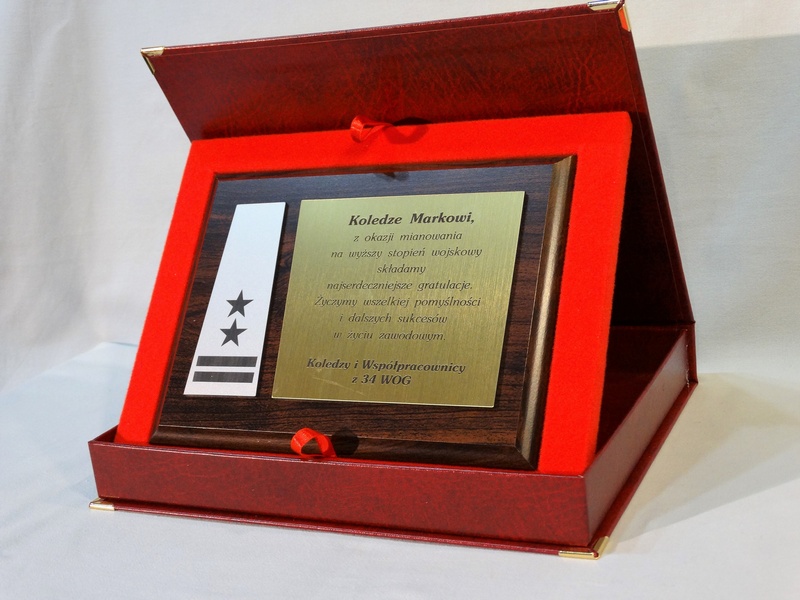 Koledze Markowi,
z okazji mianowania
na wyższy stopień wojskowy
składamy
najserdeczniejsze gratulacje.
Życzymy wszelkiej pomyślności
i dalszych sukcesów
w życiu zawodowym.
Koledzy i Współpracownicy
z 34 WOG